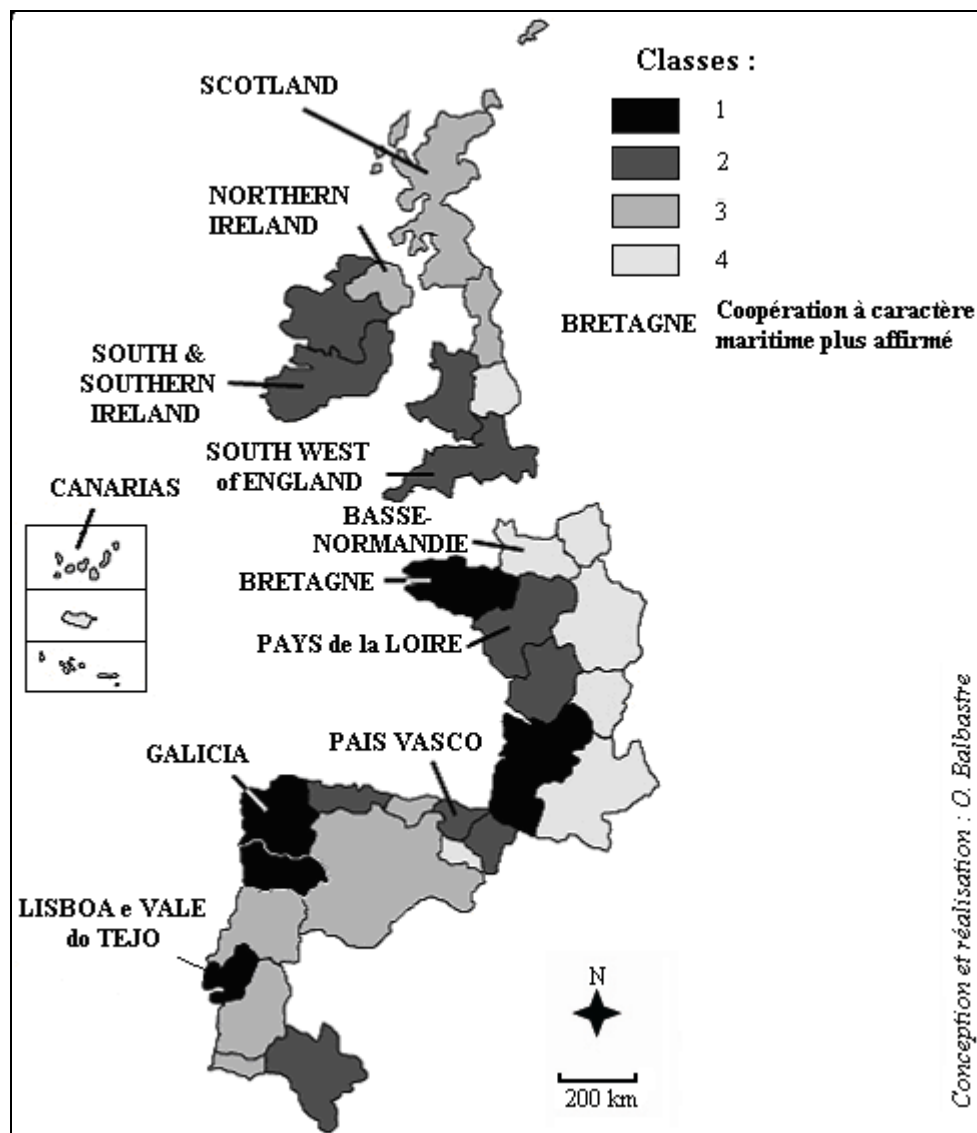 Classes :
1
2
3
4
BRETAGNE
Coopération à caractère
maritime plus affirmé
SCOTLAND
NORTHERN
IRELAND
SOUTH &
SOUTHERN
IRELAND
SOUTH WEST
of ENGLAND
CANARIAS
BASSE-
NORMANDIE
BRETAGNE
PAYS de la LOIRE
GALICIA
PAIS VASCO
LISBOA e VALE
do TEJO
N
200 km
Conception et réalisation : O. Balbastre